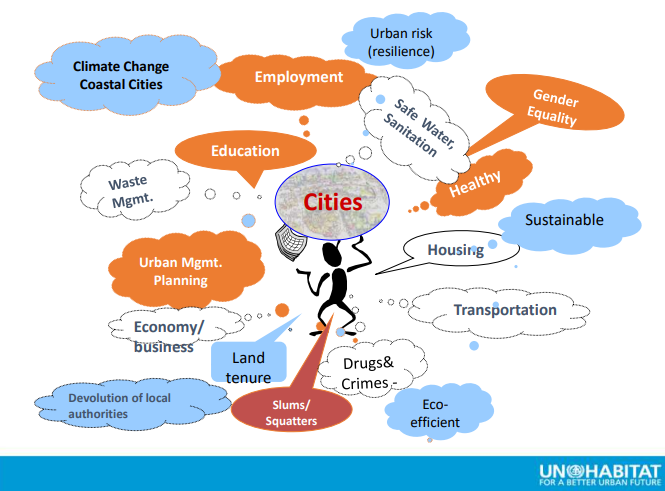 Urban risk
(resilience)
Climate Change
Coastal Cities
Employment
Gender
Equality
Safe Water,
Sanitation
Education
Healthy
Waste
Mgmt.
Cities
Sustainable
Housing
Urban Mgmt.
Planning
Transportation
Economy/
business
Land
tenure
Drugs&
Crimes -
Devolution of local
authorities
Slums/
Squatters
Eco-
efficient
UN HABITAT
FOR A BETTER URBAN FUTURE